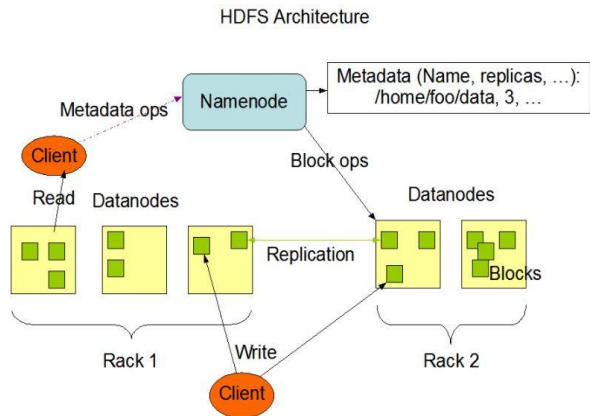 HDFS Architecture
Metadata (Name, replicas, ...):
/home/foo/data, 3, ...
Namenode
Metadata ops
Client
Block ops
Read
Datanodes
Datanodes
Replication
Blocks
Rack 1
Write
Rack 2
Client